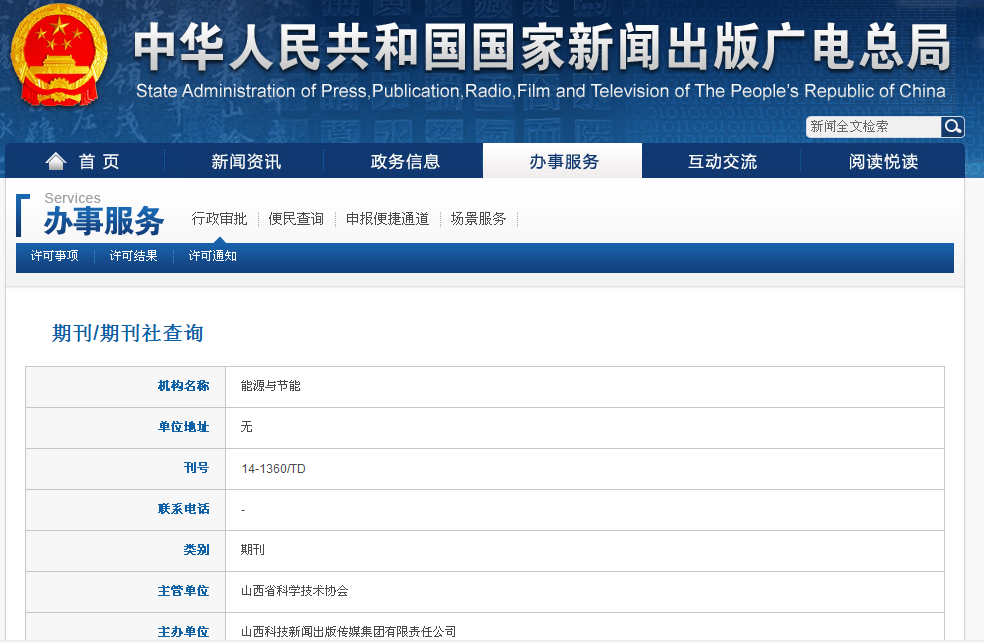 中华人民共和国国家新闻出版广电总局
State Administration of Press,Publication,Radio,Film and Television of The People's Republic of China
新闻全文检索
首 页 新闻资讯 政务信息 办事服务 互动交流 阅读悦读
Services
办事服务 行政审批 便民查询 申报便捷通道 场景服务
许可事项 许可结果 许可通知
期刊/期刊社查询
机构名称 能源与节能
单位地址 无
刊号 14-1360/TD
联系电话 -
类别 期刊
主管单位 山西省科学技术协会
主办单位 山西科技新闻出版传媒集团有限责任公司